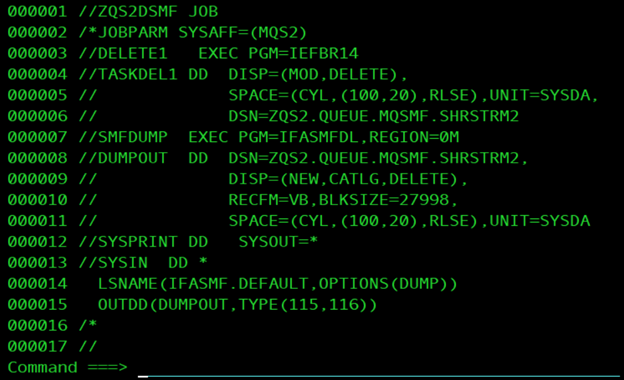 000001 //ZQS2DSMF JOB
000002 /*JOBPARM SYSAFF=(MQS2)
000003 //DELETE1   EXEC PGM=IEFBR14
000004 //TASKDEL1 DD  DISP=(MOD,DELETE),
000005 //             SPACE=(CYL,(100,20),RLSE),UNIT=SYSDA,
000006 //             DSN=ZQS2.QUEUE.MQSMF.SHRSTRM2
000007 //SMFDUMP  EXEC PGM=IFASMFDL,REGION=0M
000008 //DUMPOUT  DD  DSN=ZQS2.QUEUE.MQSMF.SHRSTRM2,
000009 //             DISP=(NEW,CATLG,DELETE),
000010 //             RECFM=VB,BLKSIZE=27998,
000011 //             SPACE=(CYL,(100,20),RLSE),UNIT=SYSDA
000012 //SYSPRINT DD   SYSOUT=*
000013 //SYSIN  DD *
000014   LSNAME(IFASMF.DEFAULT,OPTIONS(DUMP))
000015   OUTDD(DUMPOUT,TYPE(115,116))
000016 /*
000017 //
Command ===>